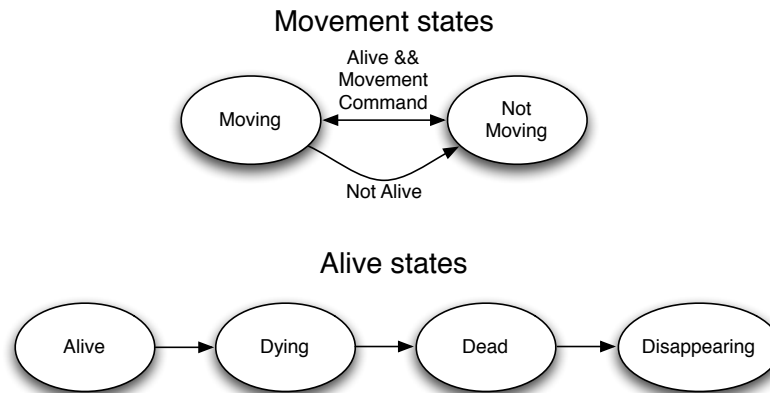 Movement states
Alive &&
Movement
Command
Moving
Not
Moving
Not Alive
Alive states
Alive
Dying
Dead
Disappearing